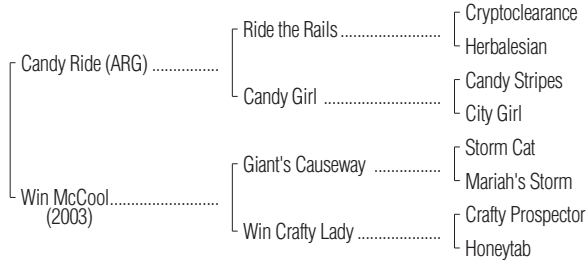 Cryptoclearance
Ride the Rails ....................
Herbalesian
Candy Ride (ARG) ................
Candy Stripes
Candy Girl .......................
City Girl
Storm Cat
Giant's Causeway .............
Mariah's Storm
Win McCool.....................
(2003)
Crafty Prospector
Win Crafty Lady ................
Honeytab